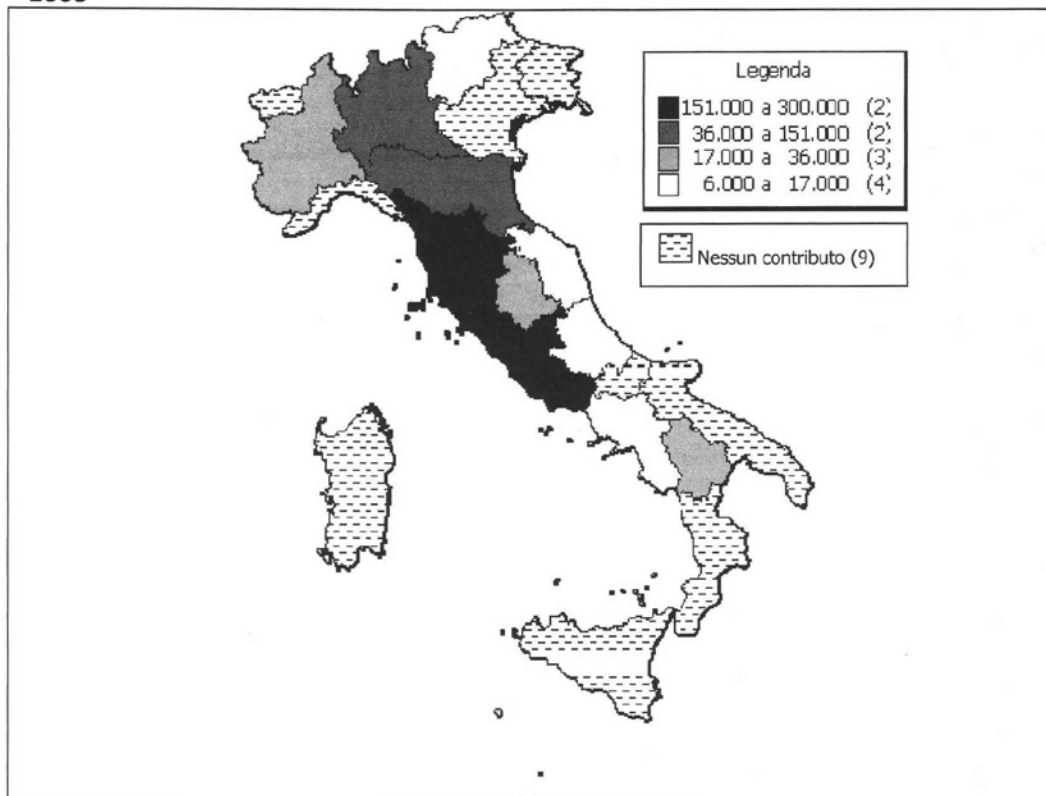 Legenda
151.000 a 300.000 (2)
36.000 a 151.000 (2)
17.000 a 36.000 (3)
6.000 a 17.000 (4)
Nessun contributo (9)